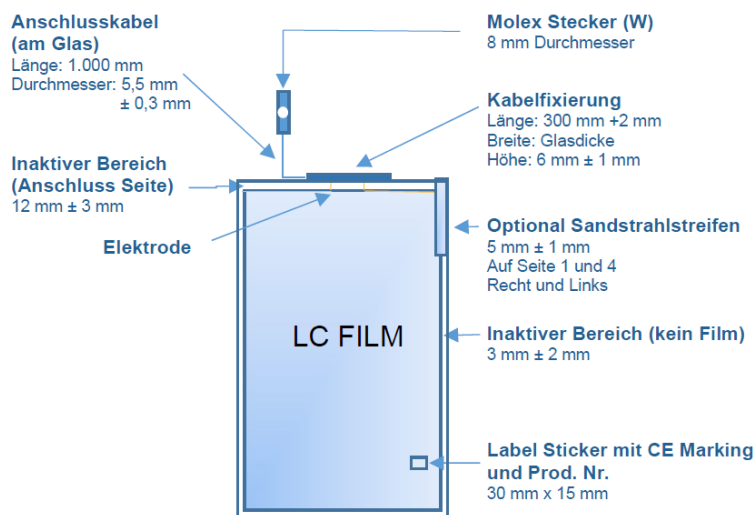 Anschlusskabel
(am Glas)
Länge: 1.000 mm
Durchmesser: 5,5 mm
± 0,3 mm
Inaktiver Bereich
(Anschluss Seite)
12 mm ± 3 mm
Elektrode
Molex Stecker (W)
8 mm Durchmesser
Kabelfixierung
Länge: 300 mm +2 mm
Breite: Glasdicke
Höhe: 6 mm ± 1 mm
Optional Sandstrahlstreifen
5 mm ± 1 mm
Auf Seite 1 und 4
Recht und Links
LC FILM
Inaktiver Bereich (kein Film)
3 mm ± 2 mm
Label Sticker mit CE Marking
und Prod. Nr.
30 mm x 15 mm